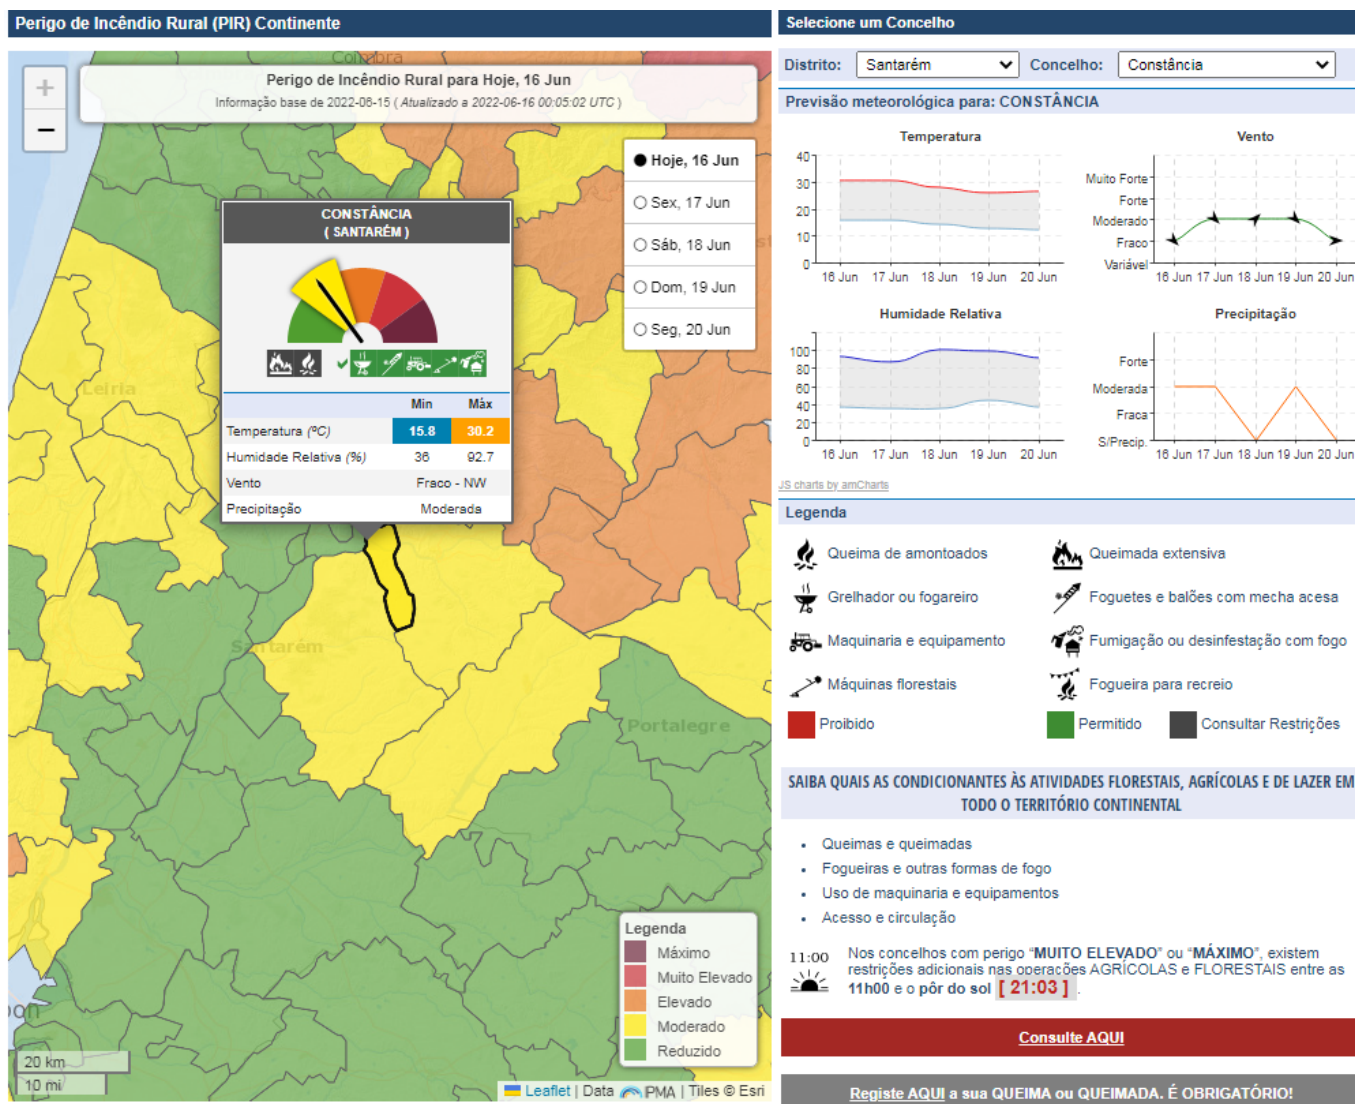 Perigo de Incêndio Rural (PIR) Continente
Coimbra
+
−
Perigo de Incêndio Rural para Hoje, 16 Jun
Informação base de 2022-06-15 ( Atualizado a 2022-06-16 00:05:02 UTC )
Hoje, 16 Jun
Sex, 17 Jun
Sáb, 18 Jun
Dom, 19 Jun
Seg, 20 Jun
CONSTÂNCIA
( SANTARÉM )
Min Máx
Temperatura (ºC) 15.8 30.2
Humidade Relativa (%) 36 92.7
Vento Fraco - NW
Precipitação Moderada
Leiria
Santarém
Portalegre
Legenda
Máximo
Muito Elevado
Elevado
Moderado
Reduzido
20 km
10 mi
Leaflet | Data IPMA | Tiles © Esri
Selecione um Concelho
Distrito: Santarém Concelho: Constância
Previsão meteorológica para: CONSTÂNCIA
Temperatura
40
30
20
10
0
16 Jun 17 Jun 18 Jun 19 Jun 20 Jun
Vento
Muito Forte
Forte
Moderado
Fraco
Variável
16 Jun 17 Jun 18 Jun 19 Jun 20 Jun
Humidade Relativa
100
80
60
40
20
0
16 Jun 17 Jun 18 Jun 19 Jun 20 Jun
Precipitação
Forte
Moderada
Fraca
S/Precip.
16 Jun 17 Jun 18 Jun 19 Jun 20 Jun
JS charts by amCharts
Legenda
Queima de amontoados Queimada extensiva
Grelhador ou fogareiro Foguetes e balões com mecha acesa
Maquinaria e equipamento Fumigação ou desinfestação com fogo
Máquinas florestais Fogueira para recreio
Proibido Permitido Consultar Restrições
SAIBA QUAIS AS CONDICIONANTES ÀS ATIVIDADES FLORESTAIS, AGRÍCOLAS E DE LAZER EM
TODO O TERRITÓRIO CONTINENTAL
• Queimas e queimadas
• Fogueiras e outras formas de fogo
• Uso de maquinaria e equipamentos
• Acesso e circulação
11:00
Nos concelhos com perigo “MUITO ELEVADO” ou “MÁXIMO”, existem
restrições adicionais nas operações AGRÍCOLAS e FLORESTAIS entre as
11h00 e o pôr do sol [ 21:03 ] .
Consulte AQUI
Registe AQUI a sua QUEIMA ou QUEIMADA. É OBRIGATÓRIO!